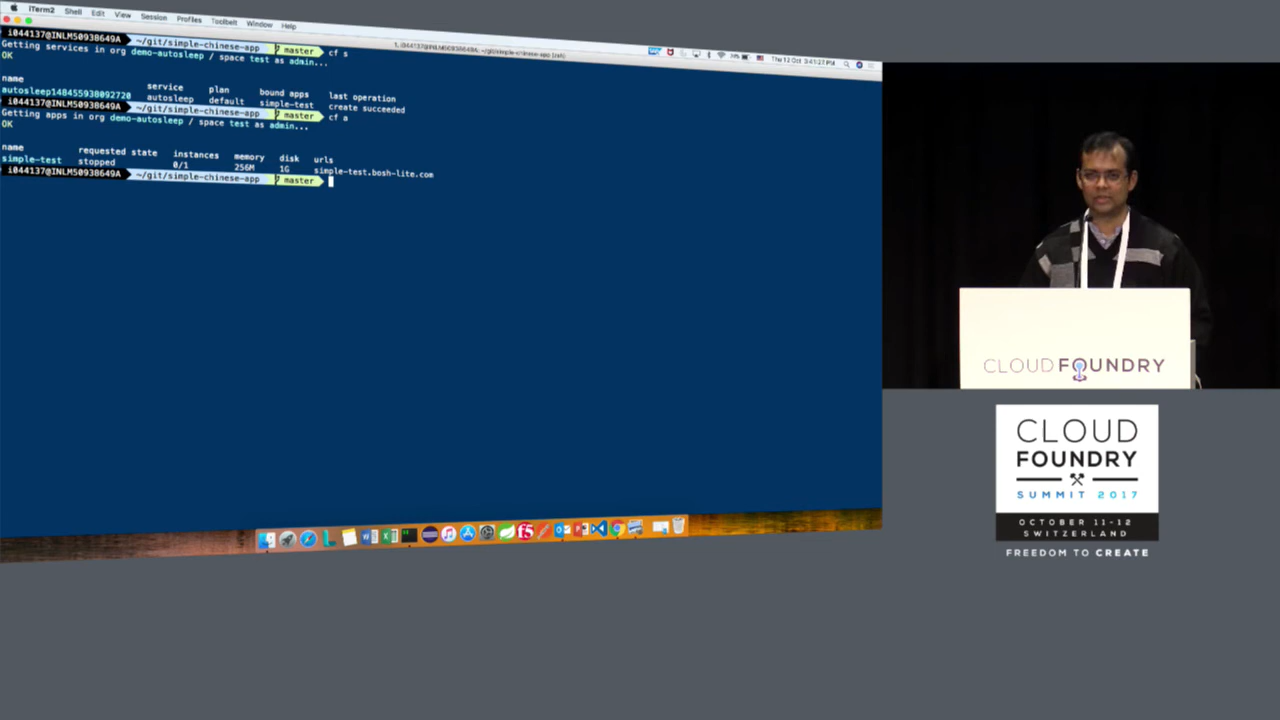 iTerm2 Shell Edit View Session Profiles Toolbelt Window Help
Thu 12 Oct
i044137@INLM50938649A ~/git/simple-chinese-app master cf s
Getting services in org demo-autosleep / space test as admin...
OK
name service plan bound apps last operation
autosleep148455938092720 autosleep default simple-test create succeeded
i044137@INLM50938649A ~/git/simple-chinese-app master cf a
Getting apps in org demo-autosleep / space test as admin...
OK
name requested state instances memory disk urls
simple-test stopped 0/1 256M 1G simple-test.bosh-lite.com
i044137@INLM50938649A ~/git/simple-chinese-app master
CLOUD FOUNDRY
CLOUD
FOUNDRY
SUMMIT 2017
OCTOBER 11-12
SWITZERLAND
FREEDOM TO CREATE